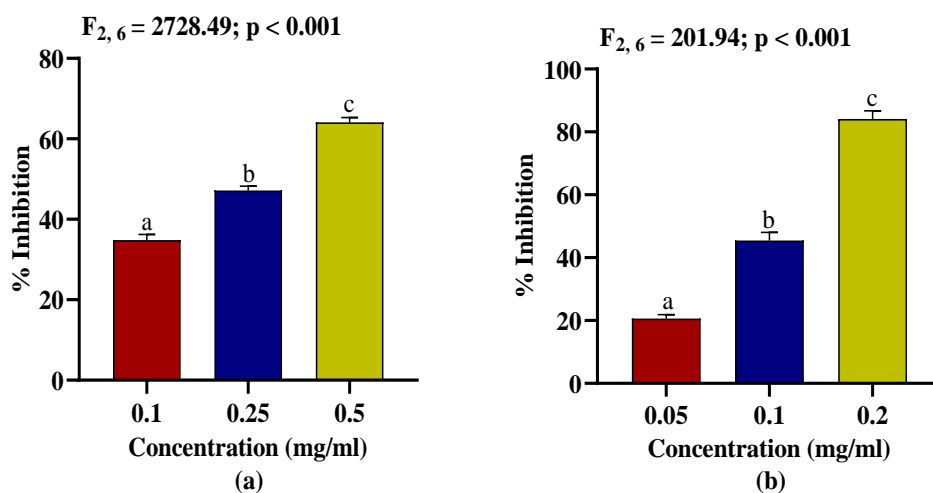 F2, 6 = 2728.49; p < 0.001
80
60
40
20
0
% Inhibition
a
b
c
0.1 0.25 0.5
Concentration (mg/ml)
(a)
F2, 6 = 201.94; p < 0.001
100
80
60
40
20
0
% Inhibition
a
b
c
0.05 0.1 0.2
Concentration (mg/ml)
(b)